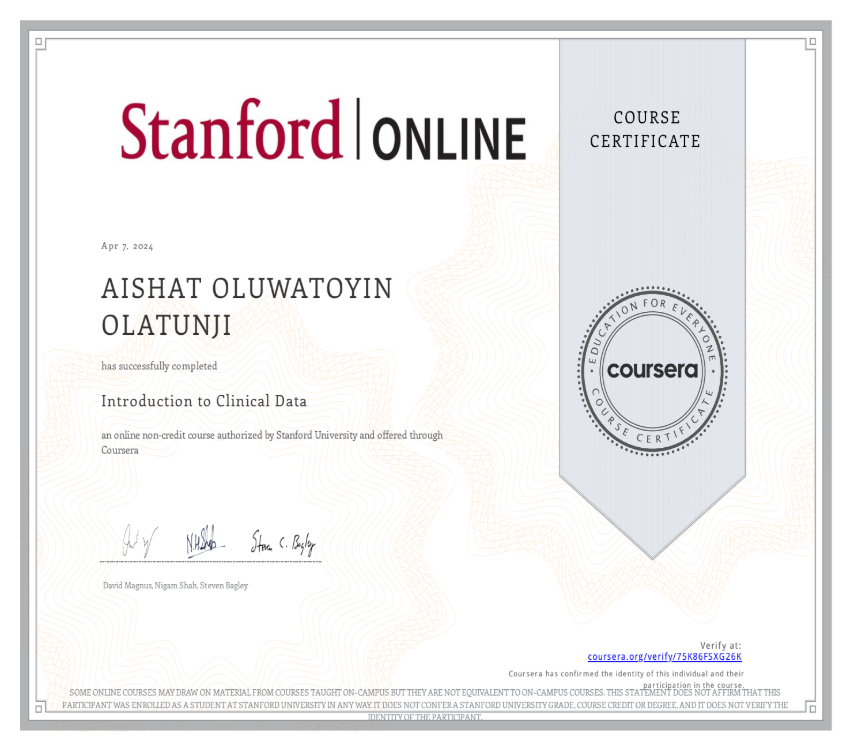 Stanford | ONLINE
COURSE
CERTIFICATE
Apr 7, 2024
AISHAT OLUWATOYIN
OLATUNJI
has successfully completed
Introduction to Clinical Data
an online non-credit course authorized by Stanford University and offered through
Coursera
EDUCATION FOR EVERYONE
coursera
COURSE CERTIFICATE
N.H.Shah
Steven C. Bagley
David Magnus, Nigam Shah, Steven Bagley
Verify at:
coursera.org/verify/75K86FSXG26K
Coursera has confirmed the identity of this individual and their
participation in the course.
SOME ONLINE COURSES MAY DRAW ON MATERIAL FROM COURSES TAUGHT ON-CAMPUS BUT THEY ARE NOT EQUIVALENT TO ON-CAMPUS COURSES. THIS STATEMENT DOES NOT AFFIRM THAT THIS
PARTICIPANT WAS ENROLLED AS A STUDENT AT STANFORD UNIVERSITY IN ANY WAY. IT DOES NOT CONFER A STANFORD UNIVERSITY GRADE, COURSE CREDIT OR DEGREE, AND IT DOES NOT VERIFY THE
IDENTITY OF THE PARTICIPANT.